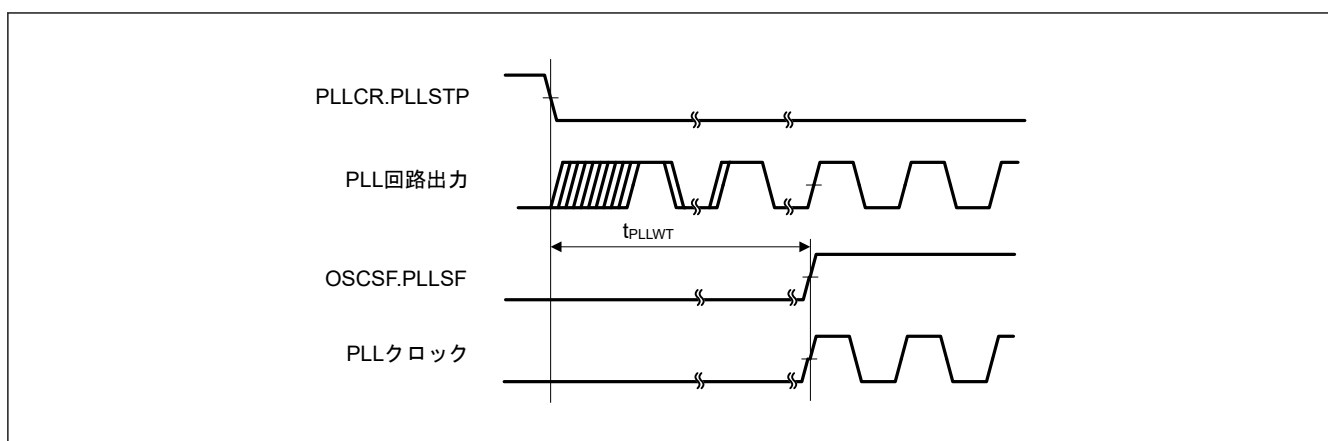 PLLCR.PLLSTP
PLL回路出力
tPLLWT
OSCSF.PLLSF
PLLクロック